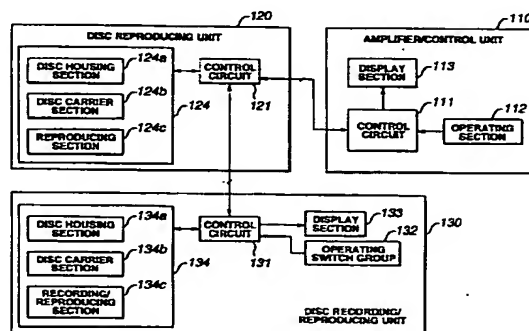 120
DISC REPRODUCING UNIT
124a
DISC HOUSING SECTION
124b
DISC CARRIER SECTION
124c
REPRODUCING SECTION
124
CONTROL CIRCUIT
121
110
AMPLIFIER/CONTROL UNIT
DISPLAY SECTION
113
111
CONTROL CIRCUIT
112
OPERATING SECTION
134a
DISC HOUSING SECTION
134b
DISC CARRIER SECTION
134c
RECORDING/REPRODUCING SECTION
134
CONTROL CIRCUIT
131
DISPLAY SECTION
133
132
OPERATING SWITCH GROUP
130
DISC RECORDING/
REPRODUCING UNIT